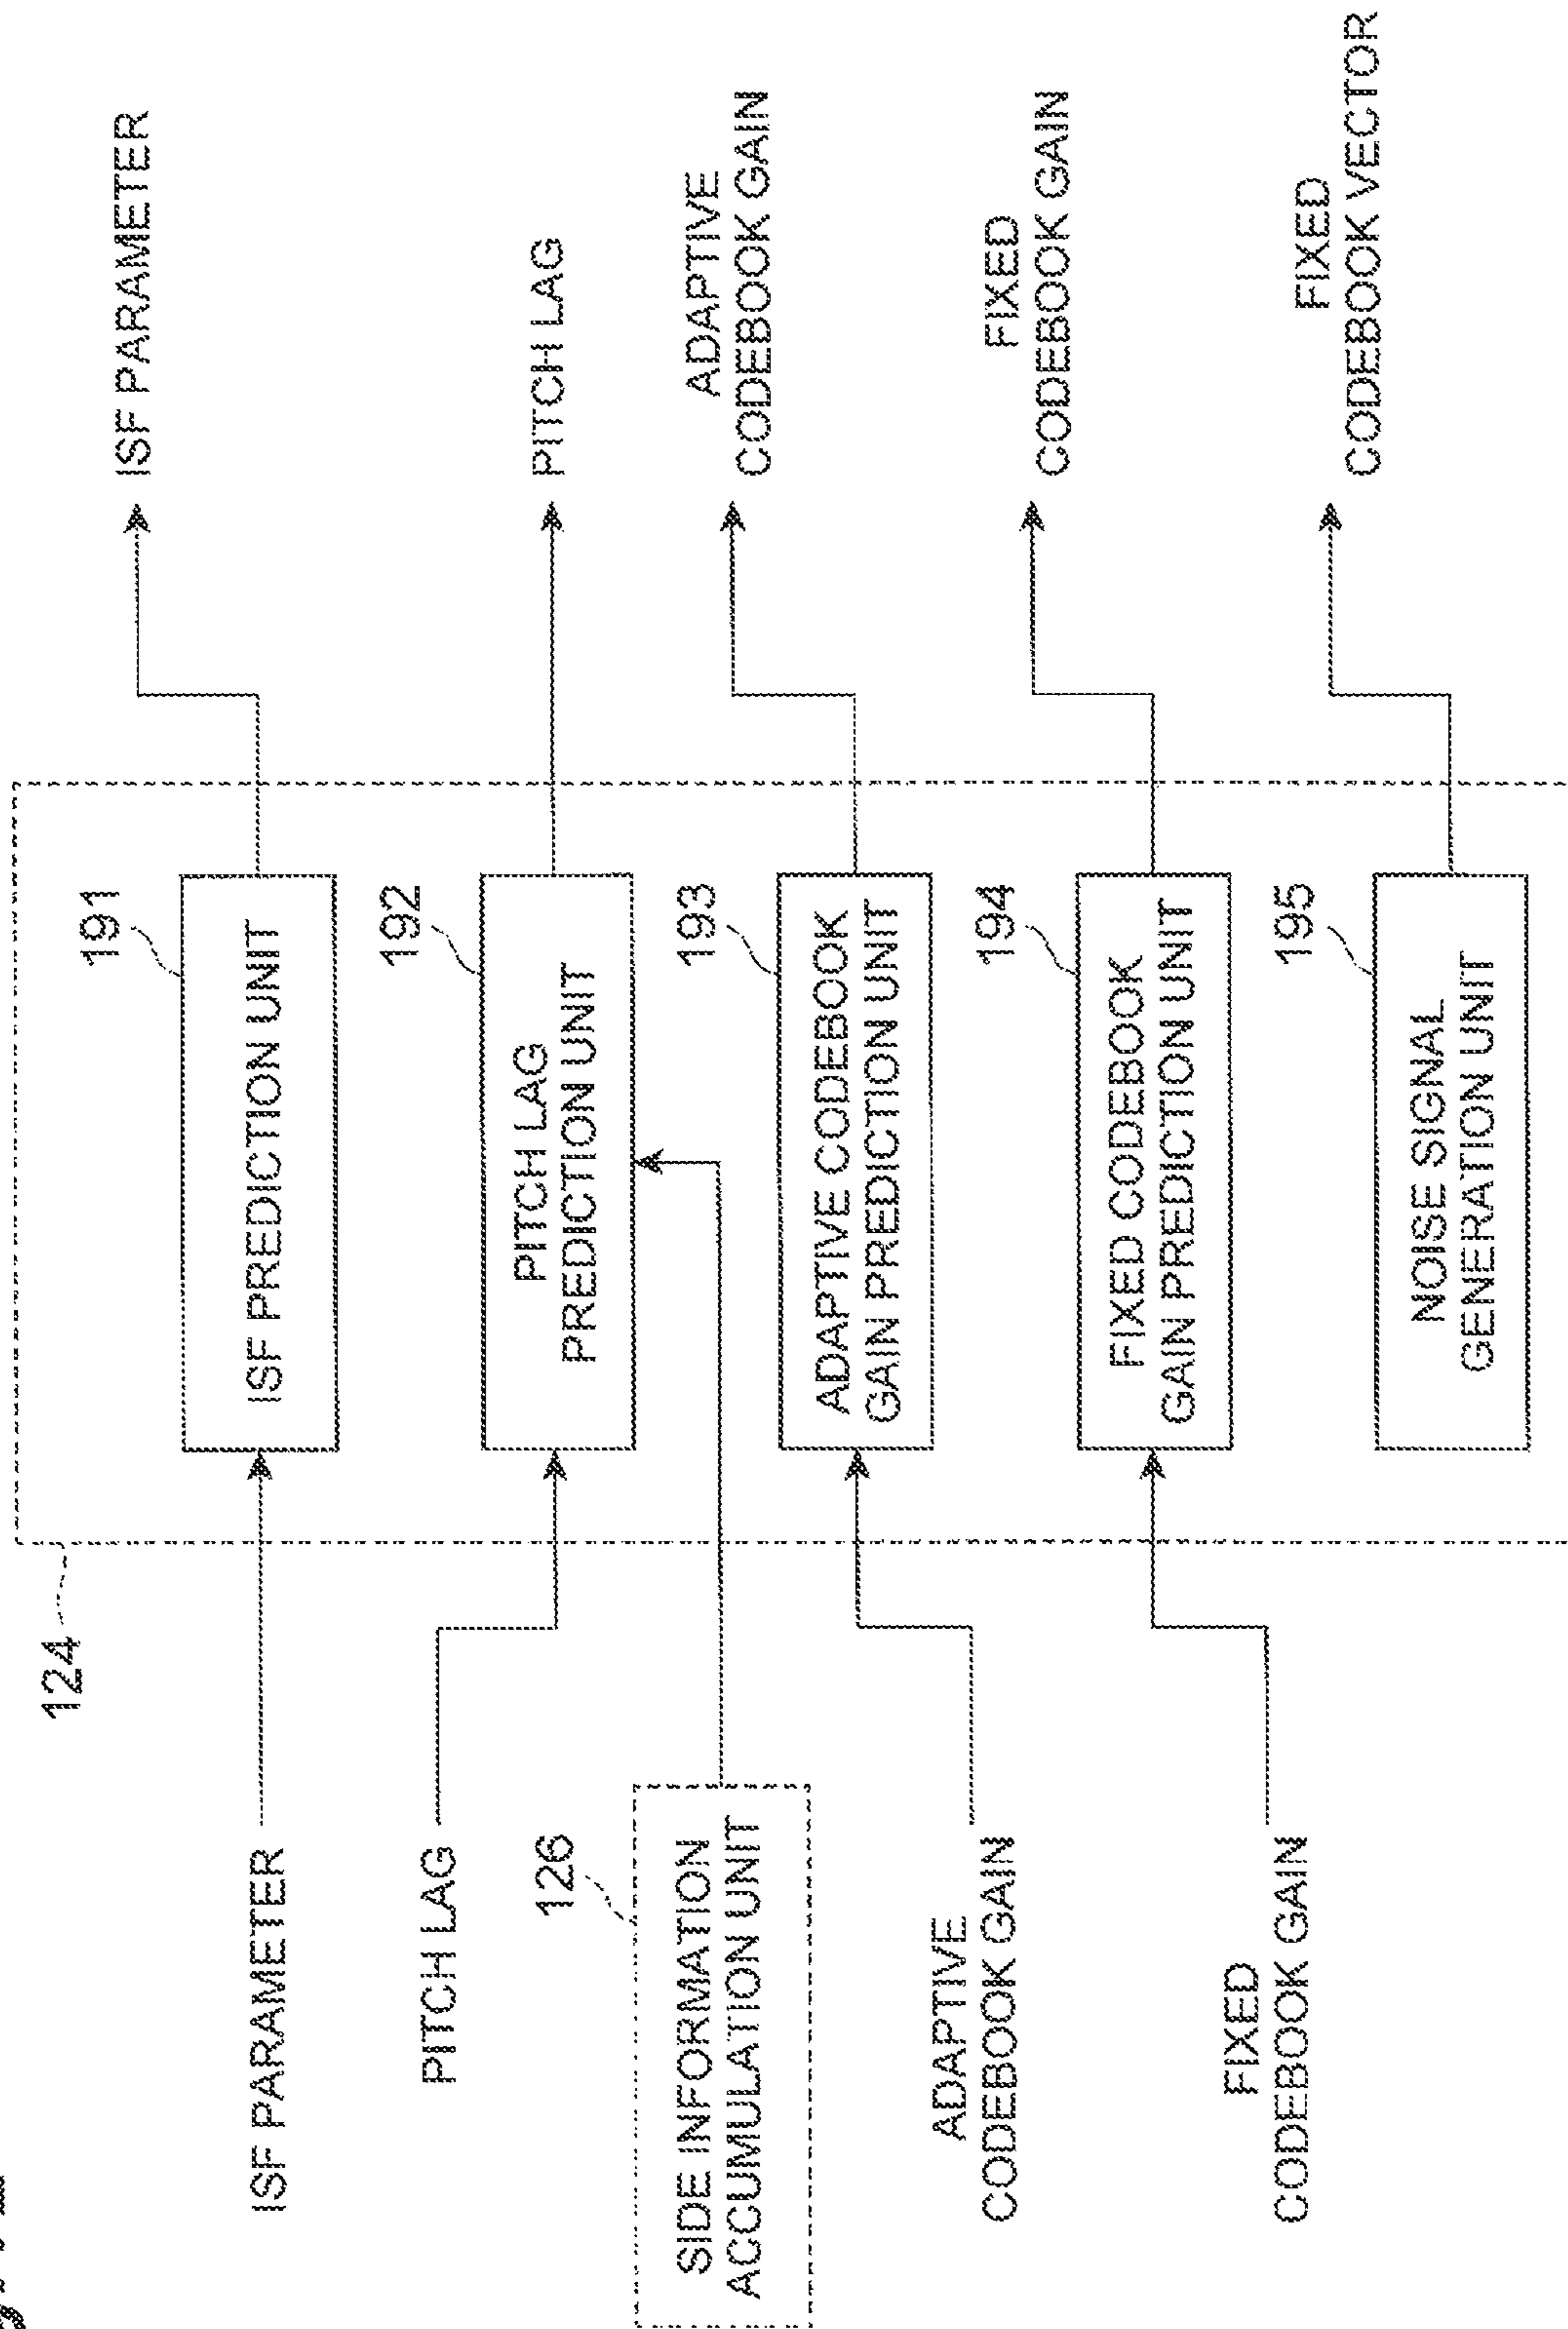 124
ISF PARAMETER
191
ISF PREDICTION UNIT
ISF PARAMETER
PITCH LAG
192
PITCH LAG
PREDICTION UNIT
PITCH LAG
126
SIDE INFORMATION
ACCUMULATION UNIT
193
ADAPTIVE CODEBOOK
GAIN PREDICTION UNIT
ADAPTIVE
CODEBOOK GAIN
ADAPTIVE
CODEBOOK GAIN
194
FIXED CODEBOOK
GAIN PREDICTION UNIT
FIXED
CODEBOOK GAIN
FIXED
CODEBOOK GAIN
195
NOISE SIGNAL
GENERATION UNIT
FIXED
CODEBOOK VECTOR